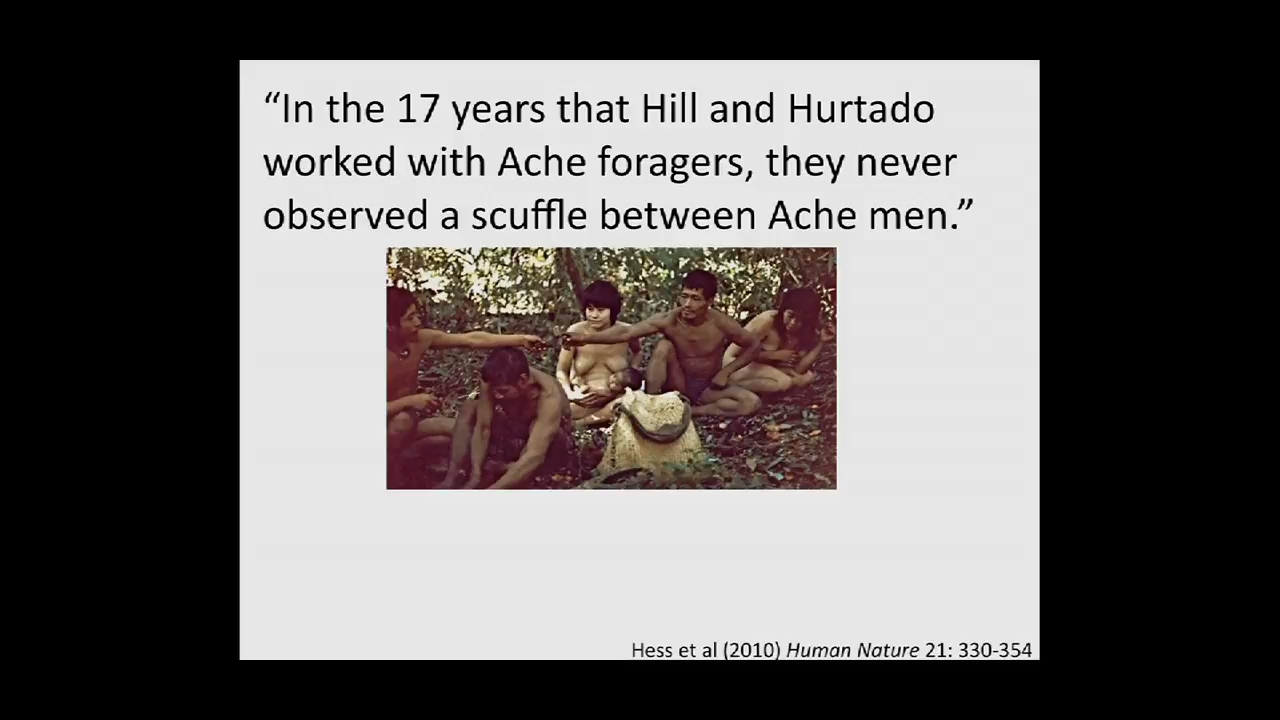 “In the 17 years that Hill and Hurtado
worked with Ache foragers, they never
observed a scuffle between Ache men.”
Hess et al (2010) Human Nature 21: 330-354